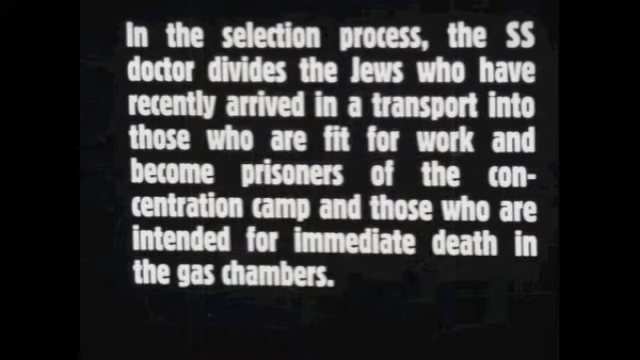 In the selection process, the SS
doctor divides the Jews who have
recently arrived in a transport into
those who are fit for work and
become prisoners of the con-
centration camp and those who are
intended for immediate death in
the gas chambers.